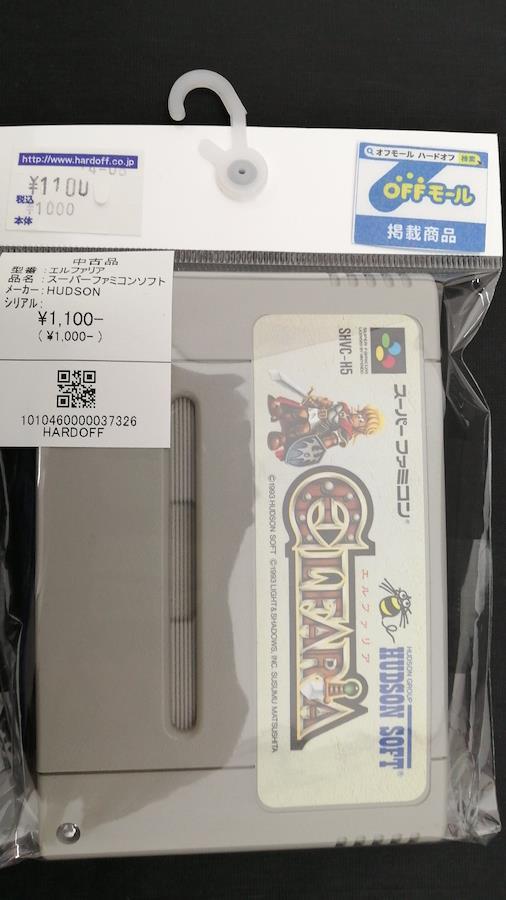 http://www.hardoff.co.jp
¥1100
税込
¥1000
本体
オフモール ハードオフ 検索
OFFモール
掲載商品
中古品
型番:エルファリア
品名:スーパーファミコンソフト
メーカー:HUDSON
シリアル:
¥1,100-
(¥1,000-)
1010460000037326
HARDOFF
SUPER FAMICOM
LICENSED BY NINTENDO
SHVC-H5
スーパーファミコン®
ELFARIA
エルファリア
HUDSON GROUP
HUDSON SOFT®
©1993 HUDSON SOFT ©1993 LIGHT & SHADOWS, INC. SUSUMU MATSUSHITA